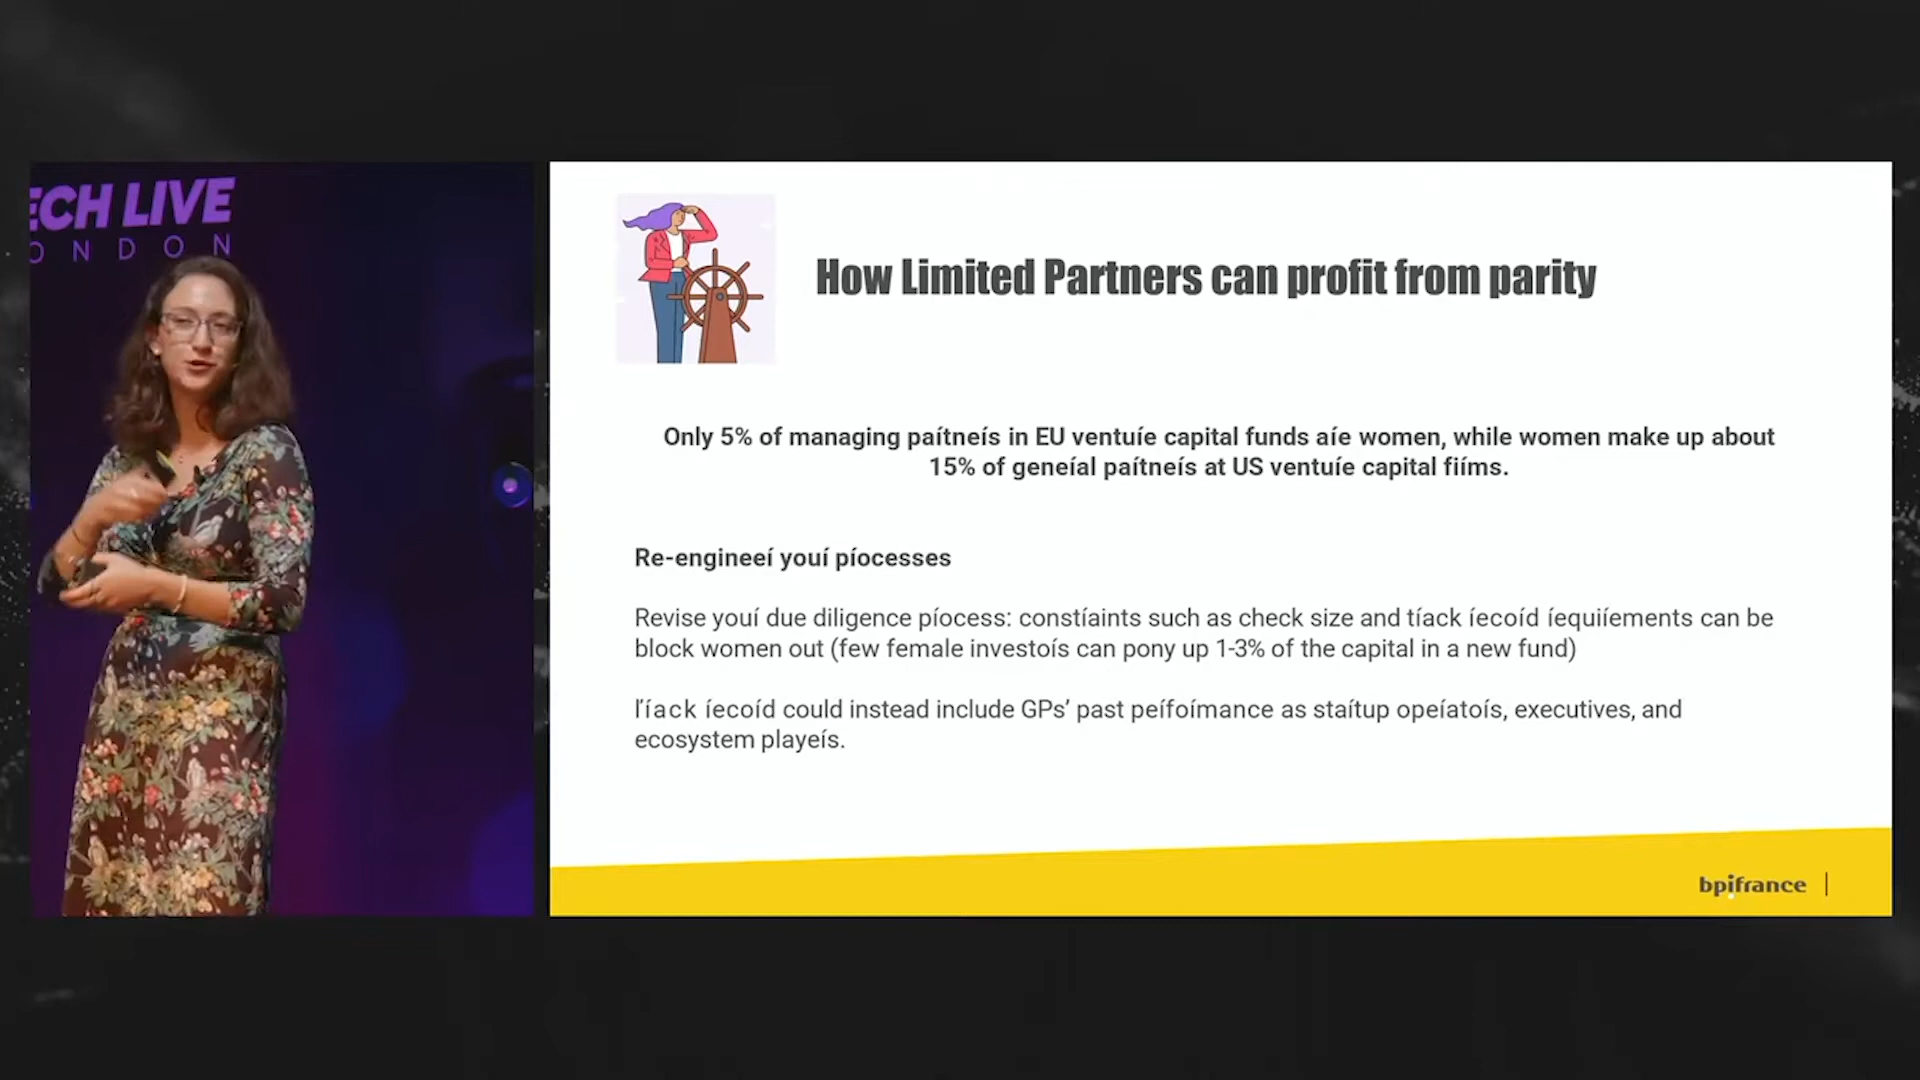 ECH LIVE
ONDON
How Limited Partners can profit from parity
Only 5% of managing paítneís in EU ventuíe capital funds aíe women, while women make up about
15% of geneíal paítneís at US ventuíe capital fiíms.
Re-engineeí youí píocesses
Revise youí due diligence píocess: constíaints such as check size and tíack íecoíd íequiíements can be
block women out (few female investoís can pony up 1-3% of the capital in a new fund)
ľíack íecoíd could instead include GPs’ past peífoímance as staítup opeíatoís, executives, and
ecosystem playeís.
bpifrance